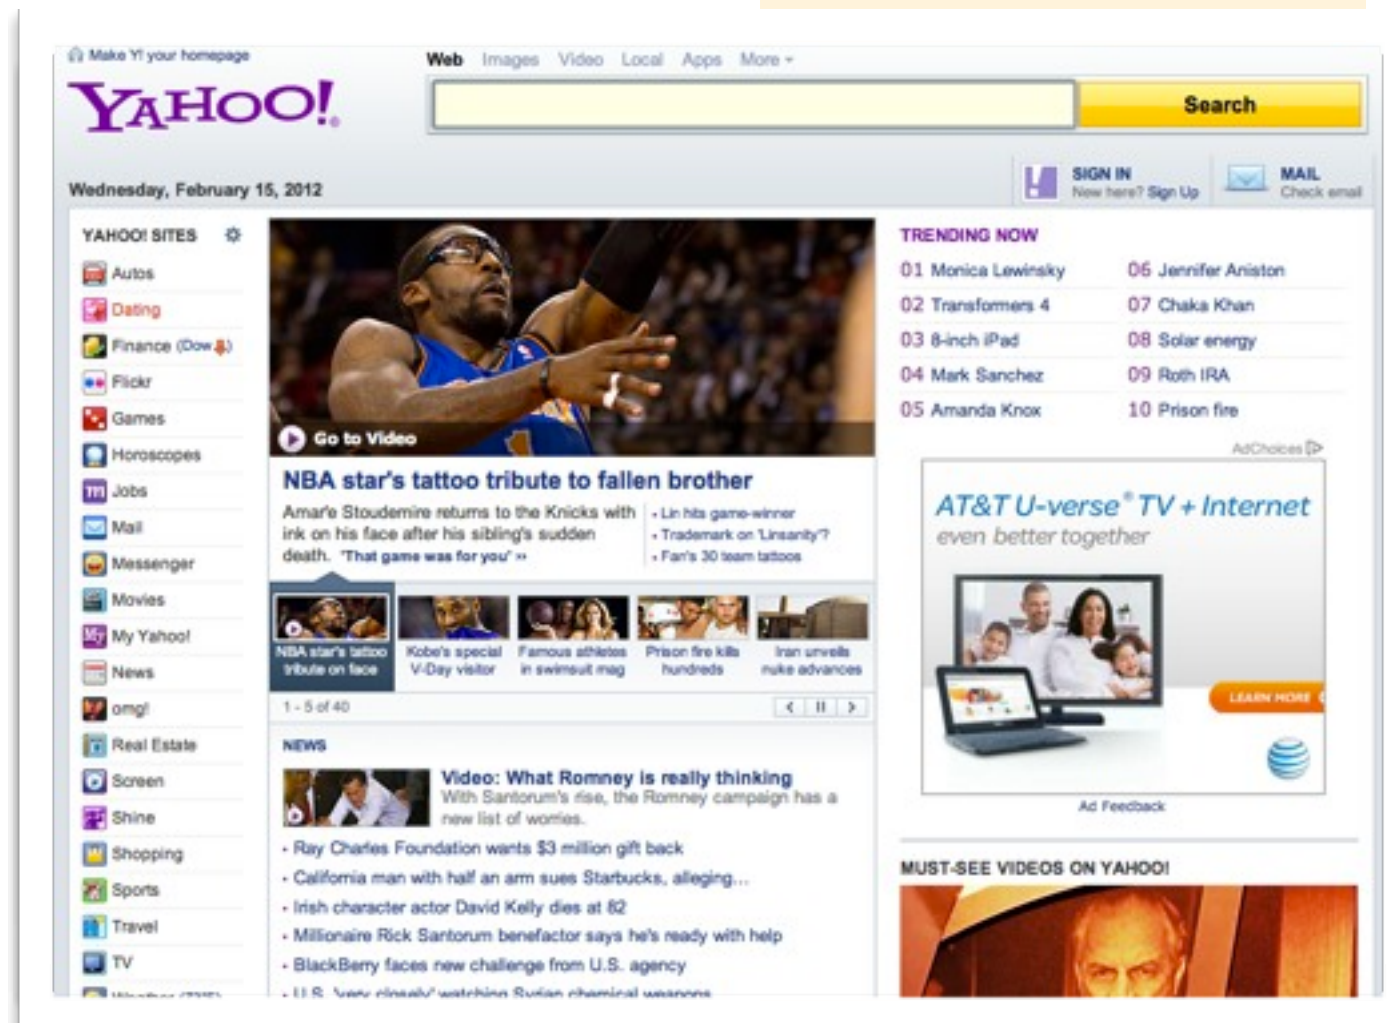 Make Y! your homepage
YAHOO!
Web Images Video Local Apps More
Search
Wednesday, February 15, 2012
SIGN IN
New here? Sign Up
MAIL
Check email
YAHOO! SITES
Autos
Dating
Finance (Dow )
Flickr
Games
Horoscopes
Jobs
Mail
Messenger
Movies
My Yahoo!
News
omg!
Real Estate
Screen
Shine
Shopping
Sports
Travel
TV
Go to Video
NBA star's tattoo tribute to fallen brother
Amar'e Stoudemire returns to the Knicks with
ink on his face after his sibling's sudden
death. 'That game was for you' »
• Lin hits game-winner
• Trademark on 'Linsanity'?
• Fan's 30 team tattoos
NBA star's tattoo
tribute on face
Kobe's special
V-Day visitor
Famous athletes
in swimsuit mag
Prison fire kills
hundreds
Iran unveils
nuke advances
1 - 5 of 40
NEWS
Video: What Romney is really thinking
With Santorum's rise, the Romney campaign has a
new list of worries.
• Ray Charles Foundation wants $3 million gift back
• California man with half an arm sues Starbucks, alleging...
• Irish character actor David Kelly dies at 82
• Millionaire Rick Santorum benefactor says he's ready with help
• BlackBerry faces new challenge from U.S. agency
• U.S. 'very closely' watching Syrian chemical weapons
TRENDING NOW
01 Monica Lewinsky
02 Transformers 4
03 8-inch iPad
04 Mark Sanchez
05 Amanda Knox
06 Jennifer Aniston
07 Chaka Khan
08 Solar energy
09 Roth IRA
10 Prison fire
AdChoices
AT&T U-verse® TV + Internet
even better together
LEARN MORE
Ad Feedback
MUST-SEE VIDEOS ON YAHOO!